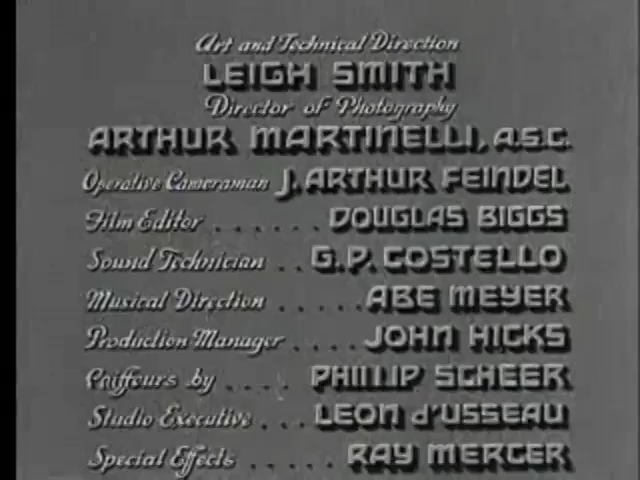 Art and Technical Direction
LEIGH SMITH
Director of Photography
ARTHUR MARTINELLI, A.S.C.
Operative Cameraman J. ARTHUR FEINDEL
Film Editor . . . . . . DOUGLAS BIGGS
Sound Technician . . G.P. COSTELLO
Musical Direction . . . . . ABE MEYER
Production Manager . . . . JOHN HICKS
Coiffours by . . . . PHILLIP SCHEER
Studio Executive . . . LEON d'USSEAU
Special Effects . . . . . RAY MERCER